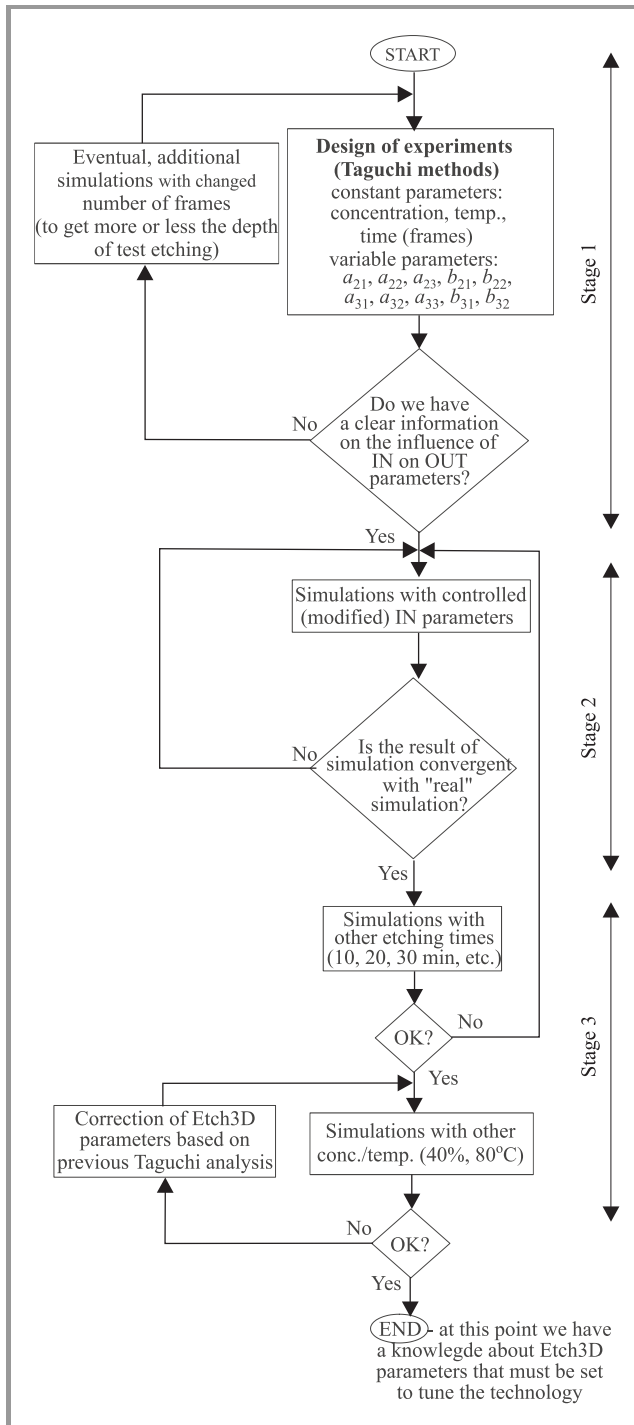 START
Eventual, additional
simulations with changed
number of frames
(to get more or less the depth
of test etching)
Design of experiments
(Taguchi methods)
constant parameters:
concentration, temp.,
time (frames)
variable parameters:
a21, a22, a23, b21, b22,
a31, a32, a33, b31, b32
Stage 1
No
Do we have
a clear information
on the influence of
IN on OUT
parameters?
Yes
Simulations with controlled
(modified) IN parameters
Stage 2
No
Is the result of
simulation convergent
with "real"
simulation?
Yes
Simulations with
other etching times
(10, 20, 30 min, etc.)
Stage 3
OK?
No
Yes
Correction of Etch3D
parameters based on
previous Taguchi analysis
Simulations with other
conc./temp. (40%, 80°C)
No
OK?
Yes
END - at this point we have
a knowlegde about Etch3D
parameters that must be set
to tune the technology